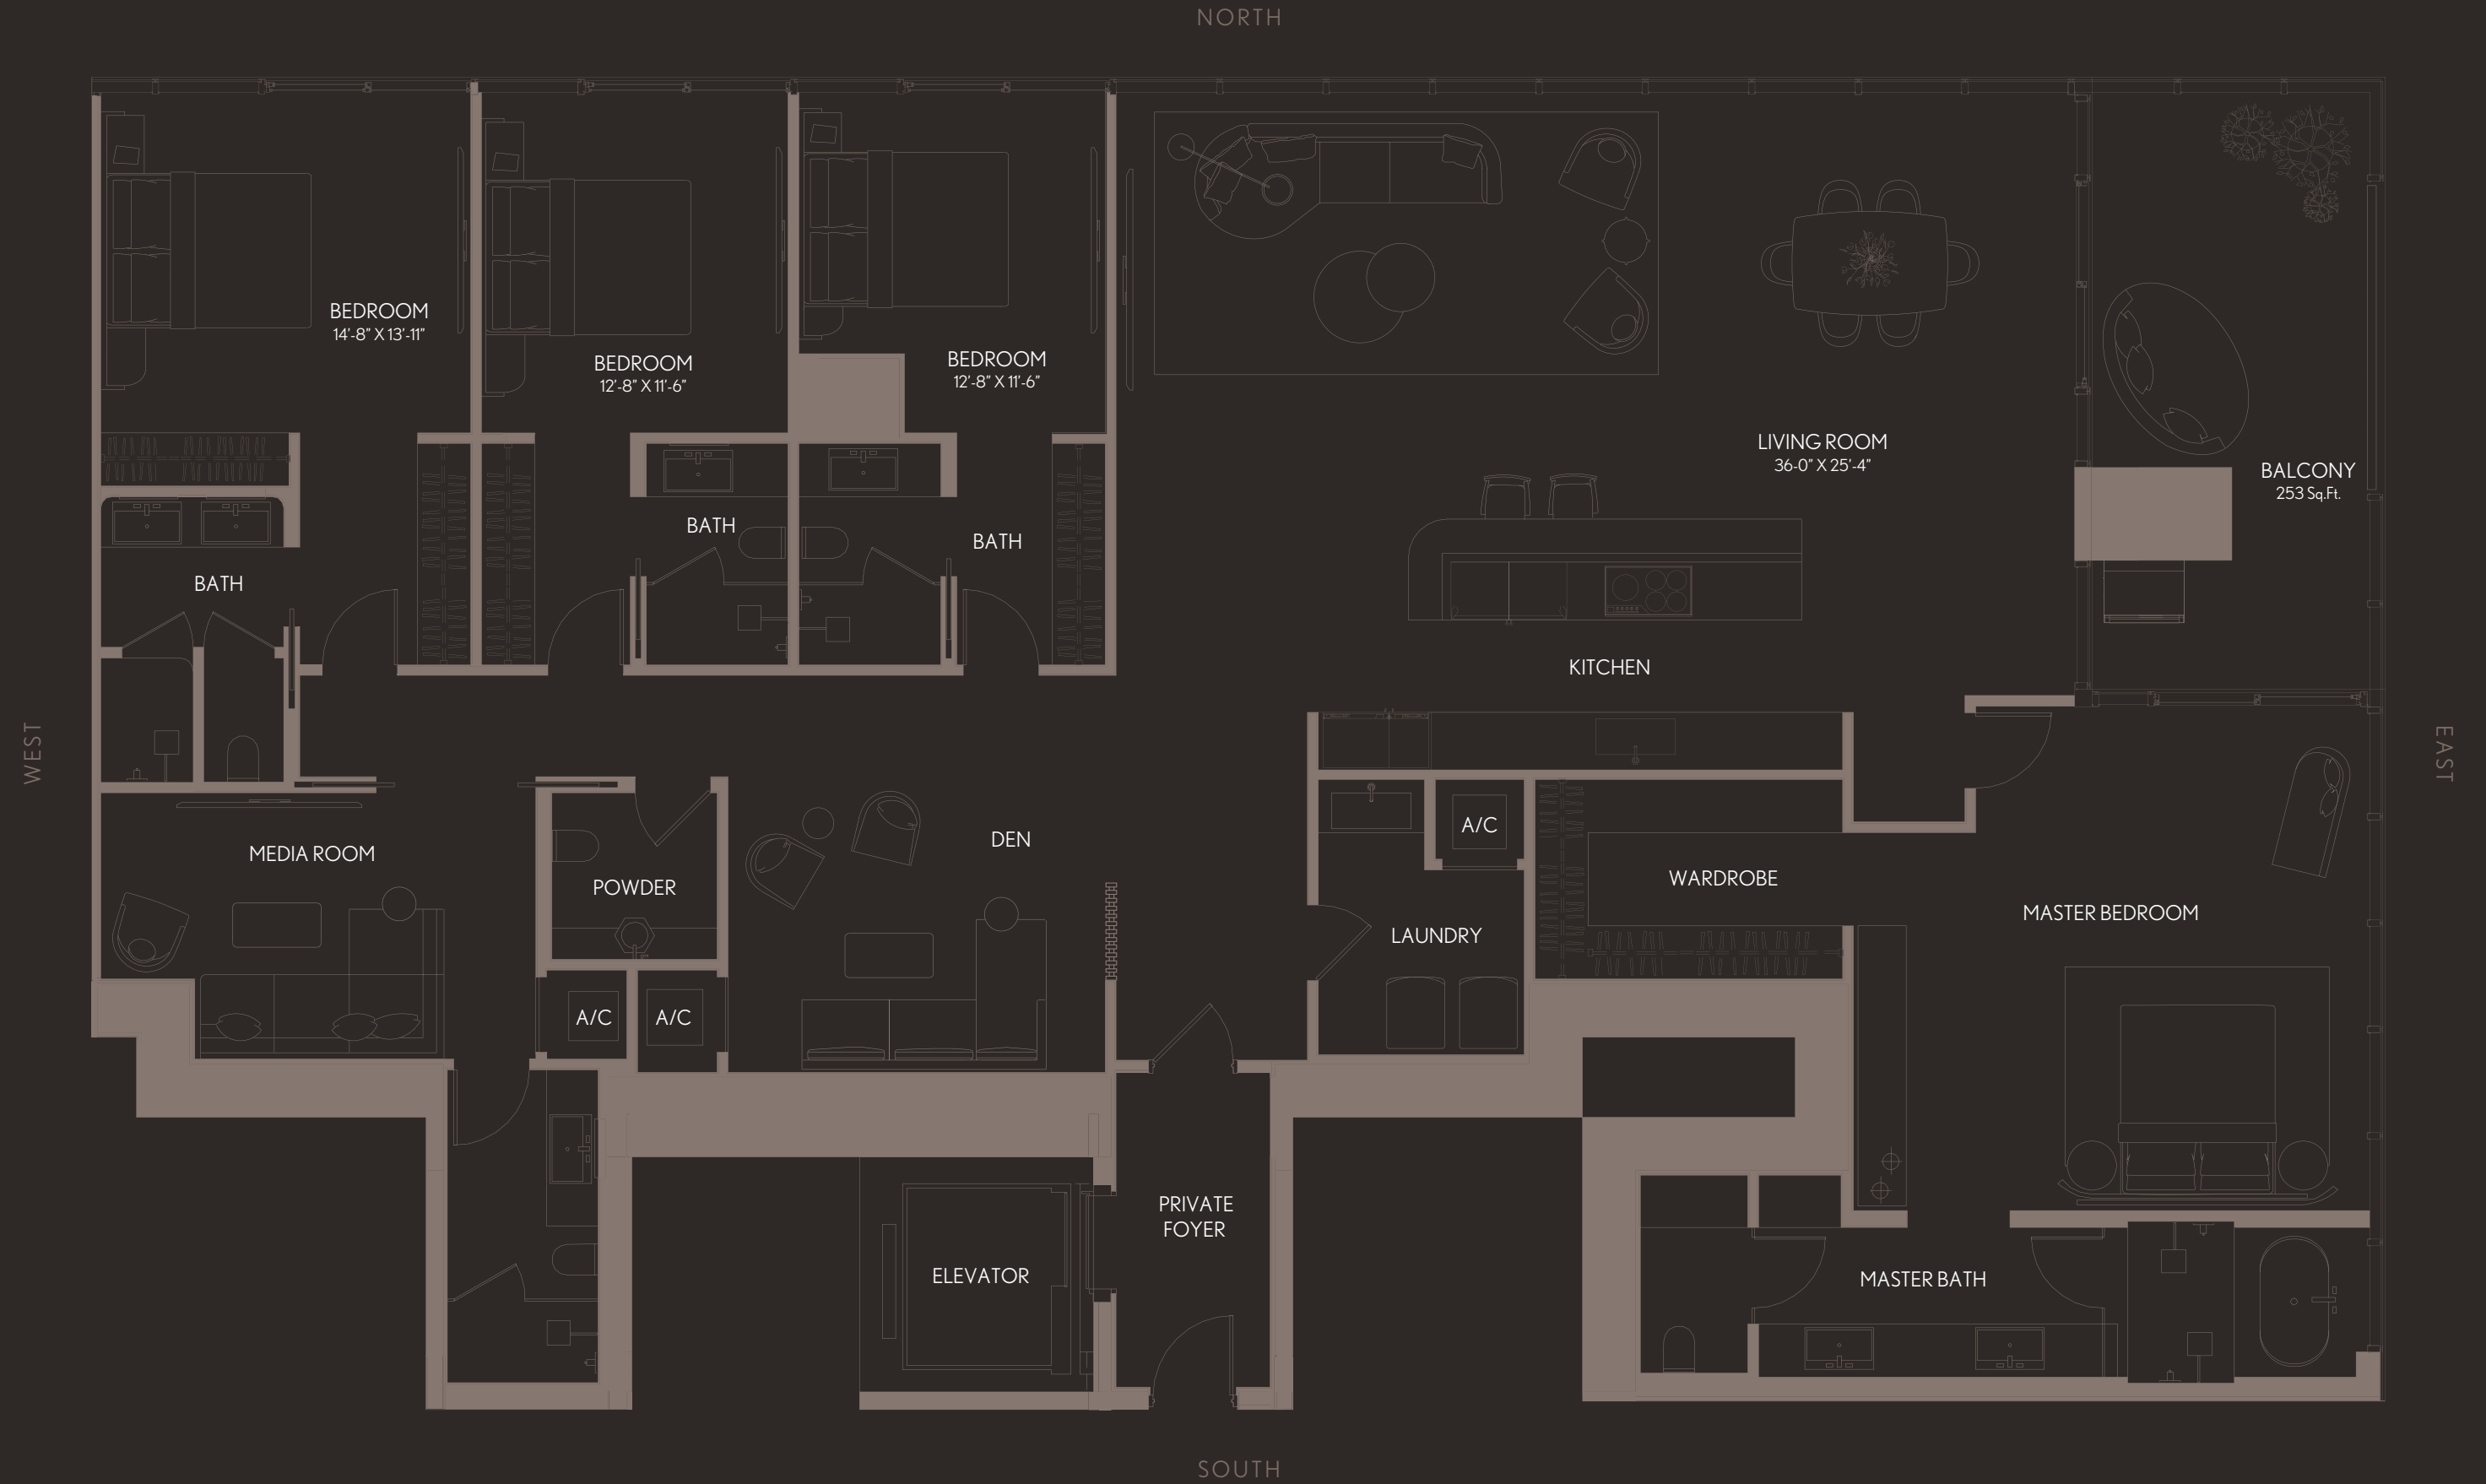 NORTH
BEDROOM
14'-8" X 13'-11"
BEDROOM
12'-8" X 11'-6"
BEDROOM
12'-8" X 11'-6"
LIVING ROOM
36-0" X 25'-4"
BALCONY
253 Sq.Ft.
BATH
BATH
BATH
KITCHEN
WEST
EAST
MEDIA ROOM
POWDER
DEN
A/C
WARDROBE
LAUNDRY
MASTER BEDROOM
A/C
A/C
PRIVATE
FOYER
ELEVATOR
MASTER BATH
SOUTH